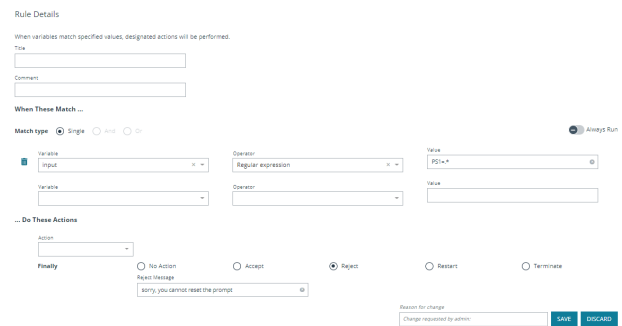 Rule Details
When variables match specified values, designated actions will be performed.
Title
Comment
When These Match ...
Match type Single And Or Always Run
Variable Operator Value
Input Regular expression PS1=.*
Variable Operator Value
... Do These Actions
Action
Finally No Action Accept Reject Restart Terminate
Reject Message
sorry, you cannot reset the prompt
Reason for change
Change requested by admin: SAVE DISCARD